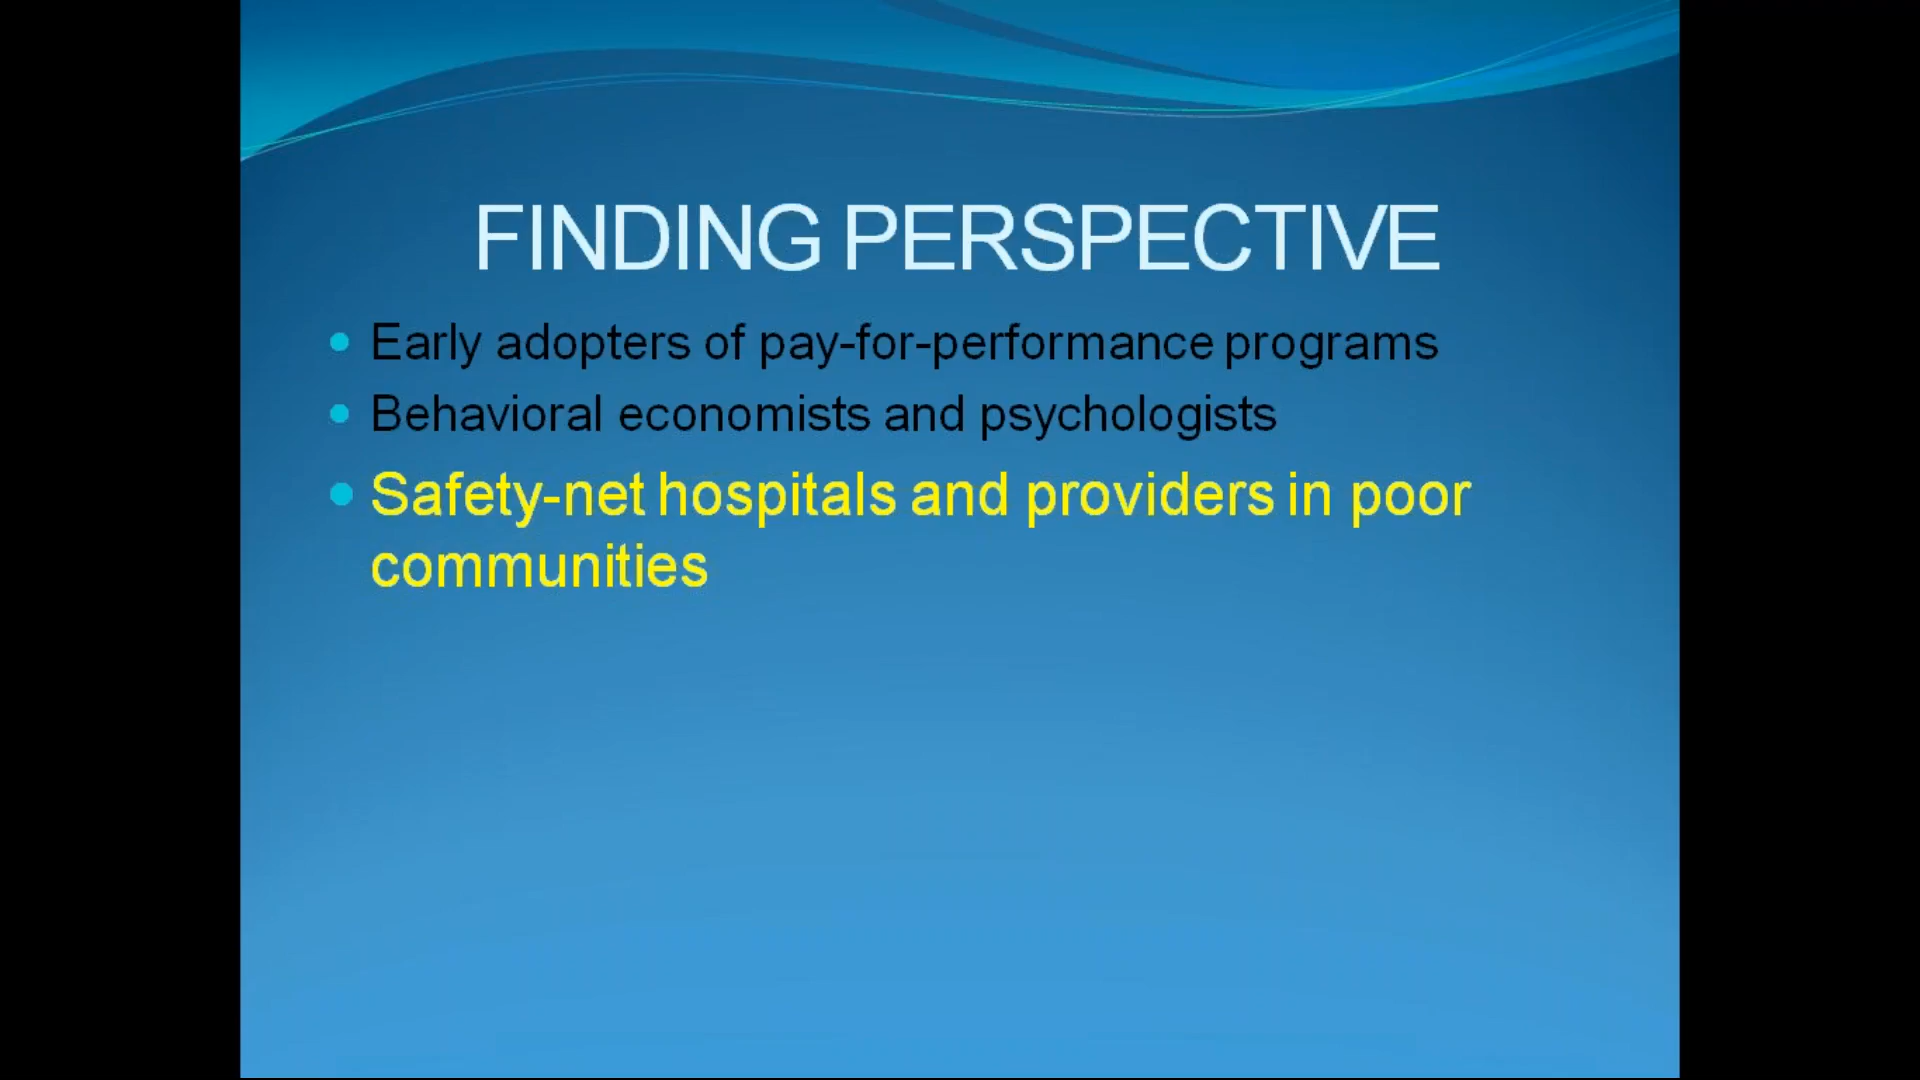 FINDING PERSPECTIVE
Early adopters of pay-for-performance programs
Behavioral economists and psychologists
Safety-net hospitals and providers in poor
communities